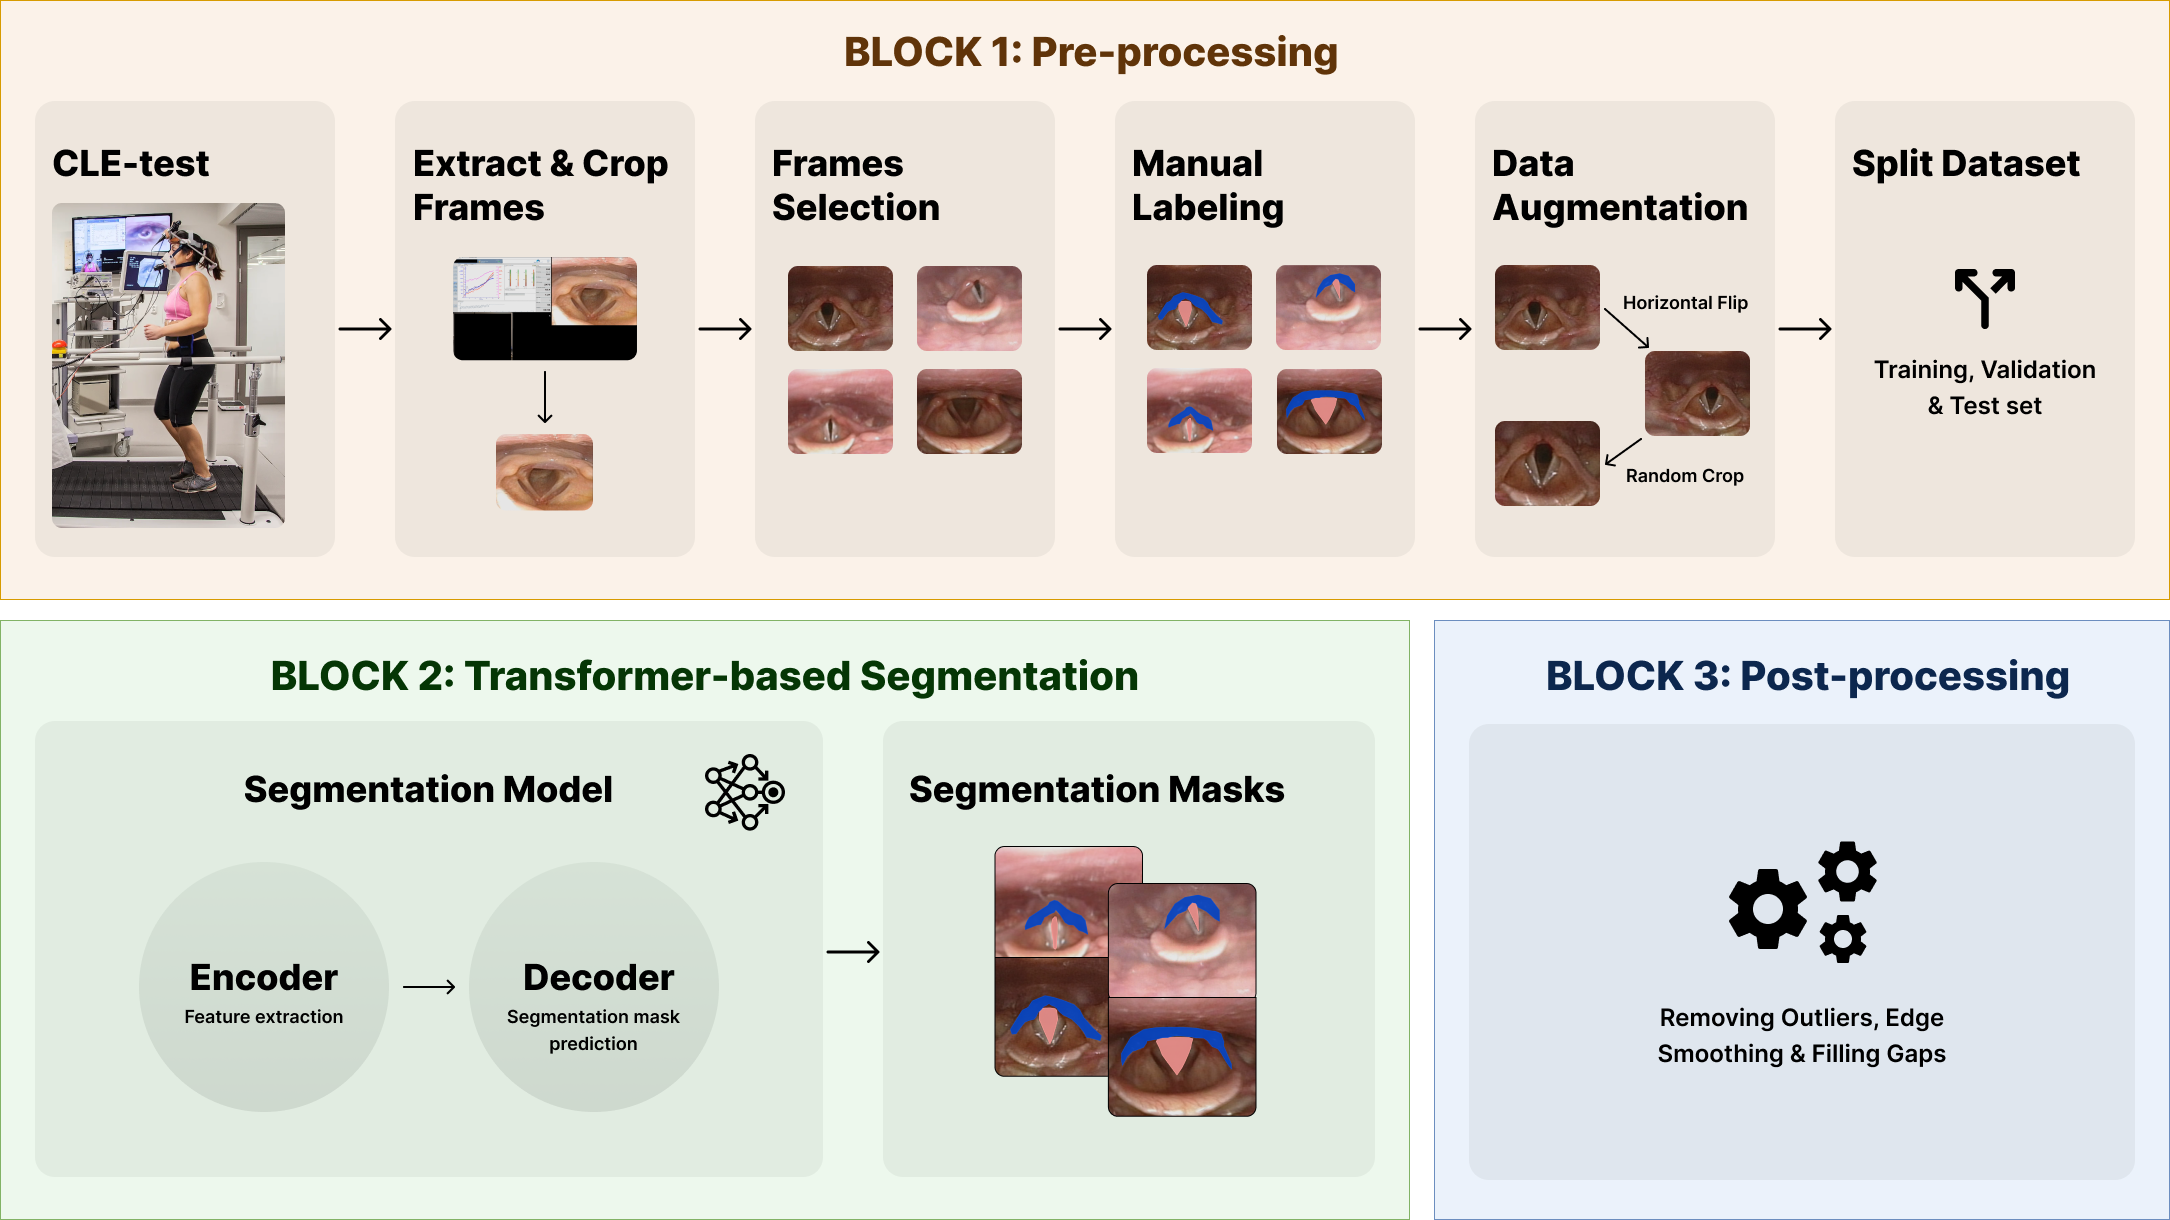 BLOCK 1: Pre-processing
CLE-test
Extract & Crop
Frames
Frames
Selection
Manual
Labeling
Data
Augmentation
Horizontal Flip
Random Crop
Split Dataset
Training, Validation
& Test set
BLOCK 2: Transformer-based Segmentation
Segmentation Model
Encoder
Feature extraction
Decoder
Segmentation mask
prediction
Segmentation Masks
BLOCK 3: Post-processing
Removing Outliers, Edge
Smoothing & Filling Gaps